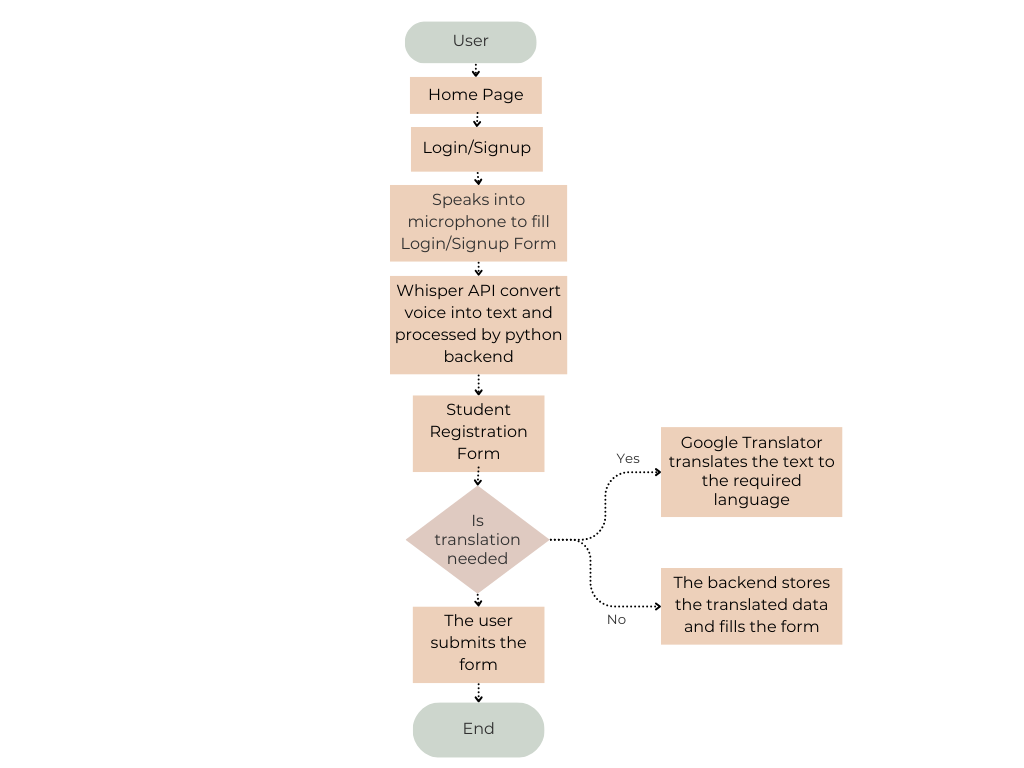 User
Home Page
Login/Signup
Speaks into
microphone to fill
Login/Signup Form
Whisper API convert
voice into text and
processed by python
backend
Student
Registration
Form
Is
translation
needed
Yes
Google Translator
translates the text to
the required
language
No
The backend stores
the translated data
and fills the form
The user
submits the
form
End